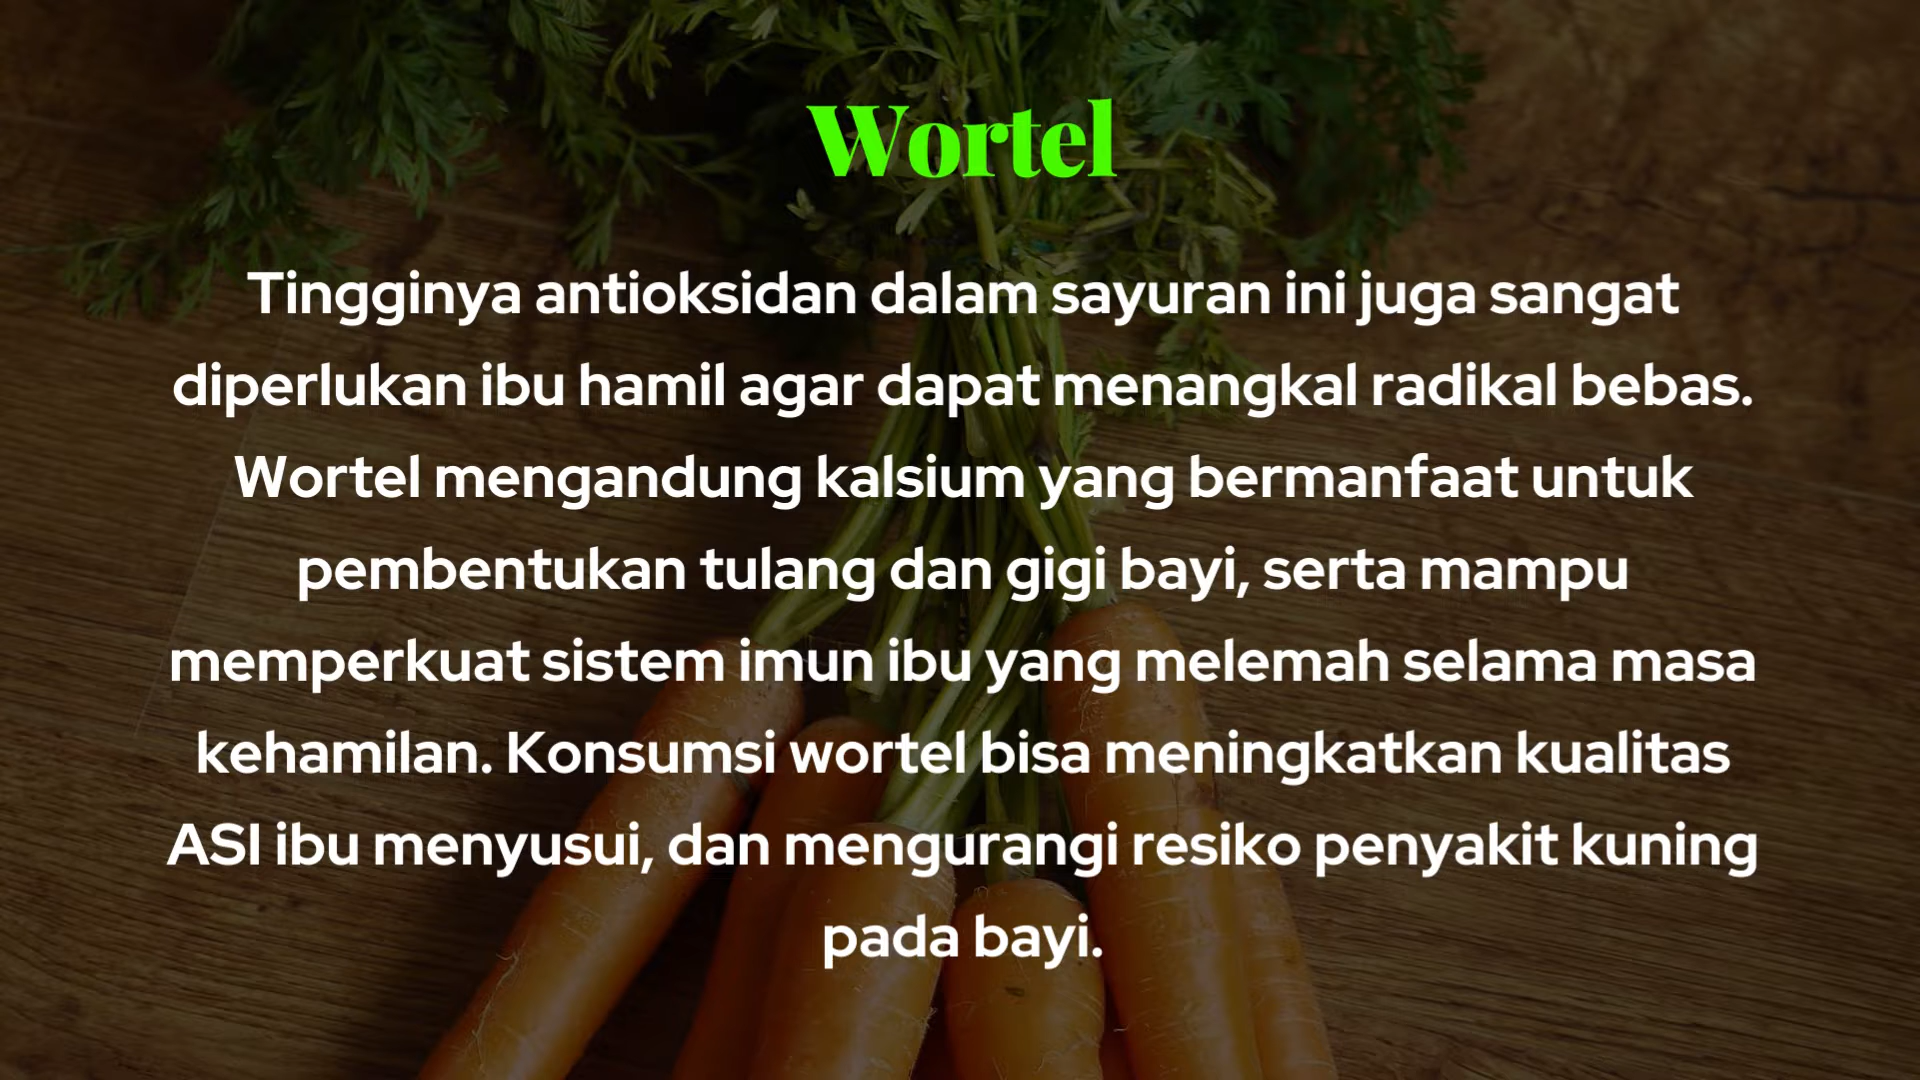 Wortel
Tingginya antioksidan dalam sayuran ini juga sangat
diperlukan ibu hamil agar dapat menangkal radikal bebas.
Wortel mengandung kalsium yang bermanfaat untuk
pembentukan tulang dan gigi bayi, serta mampu
memperkuat sistem imun ibu yang melemah selama masa
kehamilan. Konsumsi wortel bisa meningkatkan kualitas
ASI ibu menyusui, dan mengurangi resiko penyakit kuning
pada bayi.